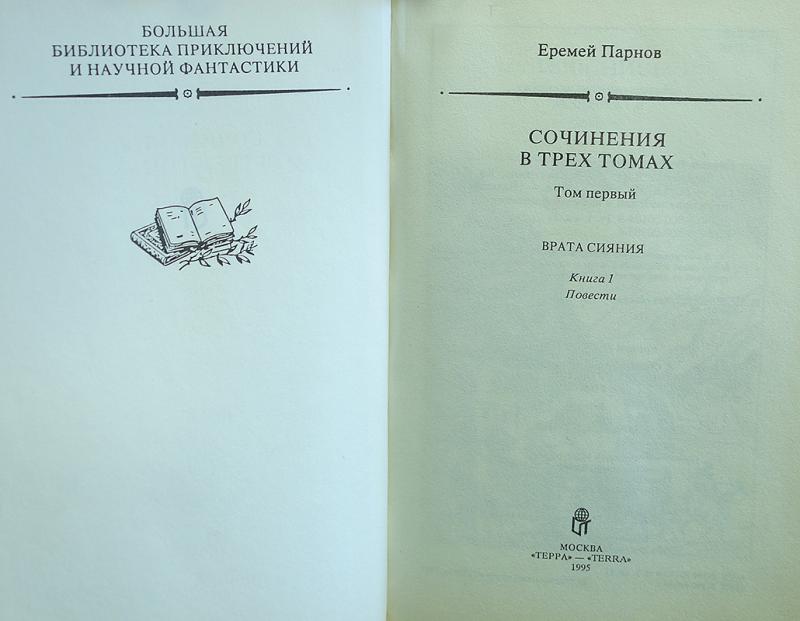 БОЛЬШАЯ
БИБЛИОТЕКА ПРИКЛЮЧЕНИЙ
И НАУЧНОЙ ФАНТАСТИКИ
Еремей Парнов
СОЧИНЕНИЯ
В ТРЕХ ТОМАХ
Том первый
ВРАТА СИЯНИЯ
Книга 1
Повести
МОСКВА
«ТЕРРА» — «TERRA»
1995